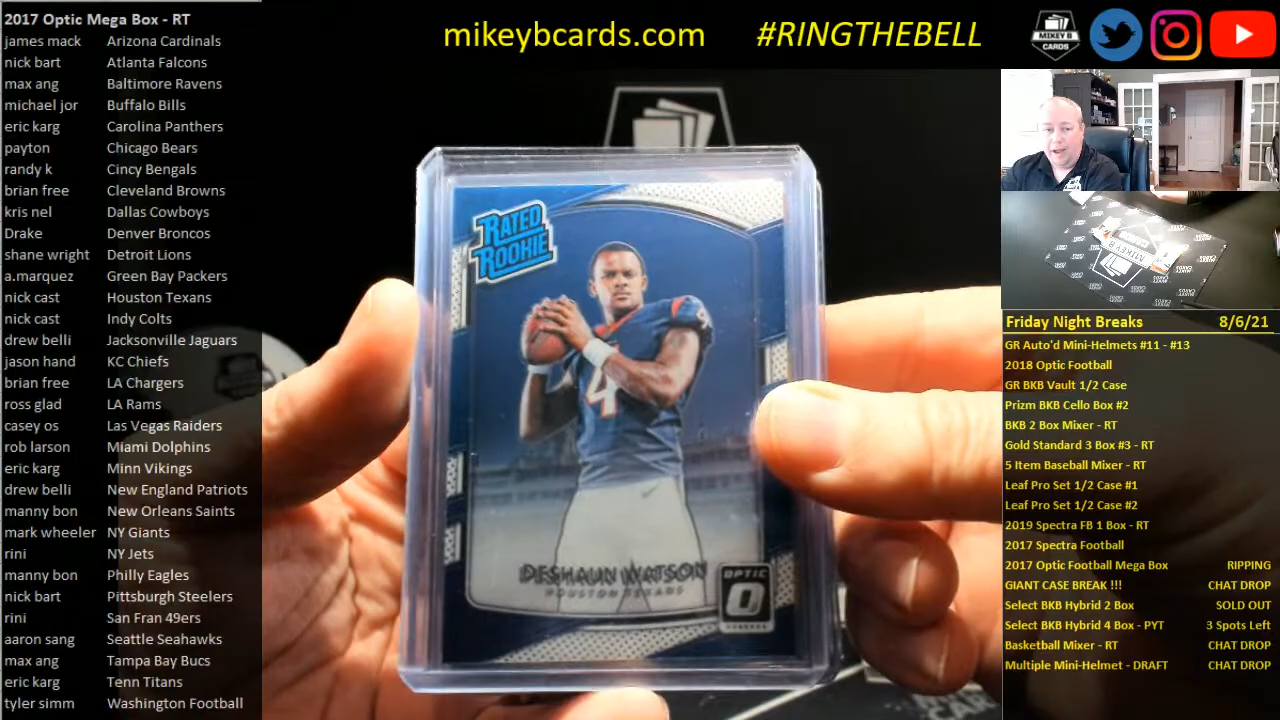 2017 Optic Mega Box - RT
james mack Arizona Cardinals
nick bart Atlanta Falcons
max ang Baltimore Ravens
michael jor Buffalo Bills
eric karg Carolina Panthers
payton Chicago Bears
randy k Cincy Bengals
brian free Cleveland Browns
kris nel Dallas Cowboys
Drake Denver Broncos
shane wright Detroit Lions
a.marquez Green Bay Packers
nick cast Houston Texans
nick cast Indy Colts
drew belli Jacksonville Jaguars
jason hand KC Chiefs
brian free LA Chargers
ross glad LA Rams
casey os Las Vegas Raiders
rob larson Miami Dolphins
eric karg Minn Vikings
drew belli New England Patriots
manny bon New Orleans Saints
mark wheeler NY Giants
rini NY Jets
manny bon Philly Eagles
nick bart Pittsburgh Steelers
rini San Fran 49ers
aaron sang Seattle Seahawks
max ang Tampa Bay Bucs
eric karg Tenn Titans
tyler simm Washington Football
mikeybcards.com #RINGTHEBELL
MIKEY B
CARDS
RATED
ROOKIE
4
DESHAUN WATSON
HOUSTON TEXANS
OPTIC
MIKEY B
Friday Night Breaks 8/6/21
GR Auto'd Mini-Helmets #11 - #13
2018 Optic Football
GR BKB Vault 1/2 Case
Prizm BKB Cello Box #2
BKB 2 Box Mixer - RT
Gold Standard 3 Box #3 - RT
5 Item Baseball Mixer - RT
Leaf Pro Set 1/2 Case #1
Leaf Pro Set 1/2 Case #2
2019 Spectra FB 1 Box - RT
2017 Spectra Football
2017 Optic Football Mega Box RIPPING
GIANT CASE BREAK !!! CHAT DROP
Select BKB Hybrid 2 Box SOLD OUT
Select BKB Hybrid 4 Box - PYT 3 Spots Left
Basketball Mixer - RT CHAT DROP
Multiple Mini-Helmet - DRAFT CHAT DROP